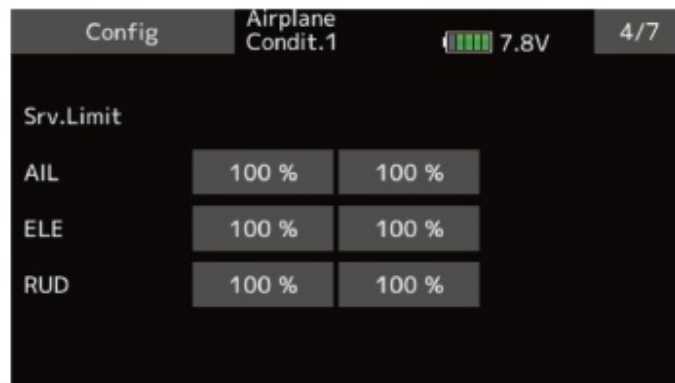 Config
Airplane
Condit.1
7.8V
4/7
Srv.Limit
AIL 100 % 100 %
ELE 100 % 100 %
RUD 100 % 100 %